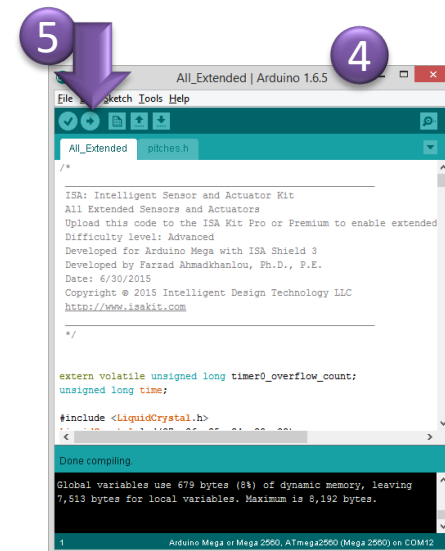 5
4
All_Extended | Arduino 1.6.5
File Sketch Tools Help
All_Extended pitches.h
/*
ISA: Intelligent Sensor and Actuator Kit
All Extended Sensors and Actuators
Upload this code to the ISA Kit Pro or Premium to enable extended
Difficulty level: Advanced
Developed for Arduino Mega with ISA Shield 3
Developed by Farzad Ahmadkhanlou, Ph.D., P.E.
Date: 6/30/2015
Copyright © 2015 Intelligent Design Technology LLC
http://www.isakit.com
*/
extern volatile unsigned long timer0_overflow_count;
unsigned long time;
#include <LiquidCrystal.h>
Done compiling.
Global variables use 679 bytes (8%) of dynamic memory, leaving
7,513 bytes for local variables. Maximum is 8,192 bytes.
1 Arduino Mega or Mega 2560, ATmega2560 (Mega 2560) on COM12